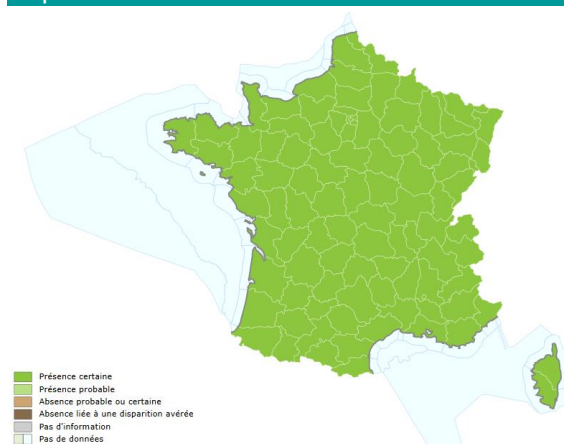 Présence certaine
Présence probable
Absence probable ou certaine
Absence liée à une disparition avérée
Pas d'information
Pas de données